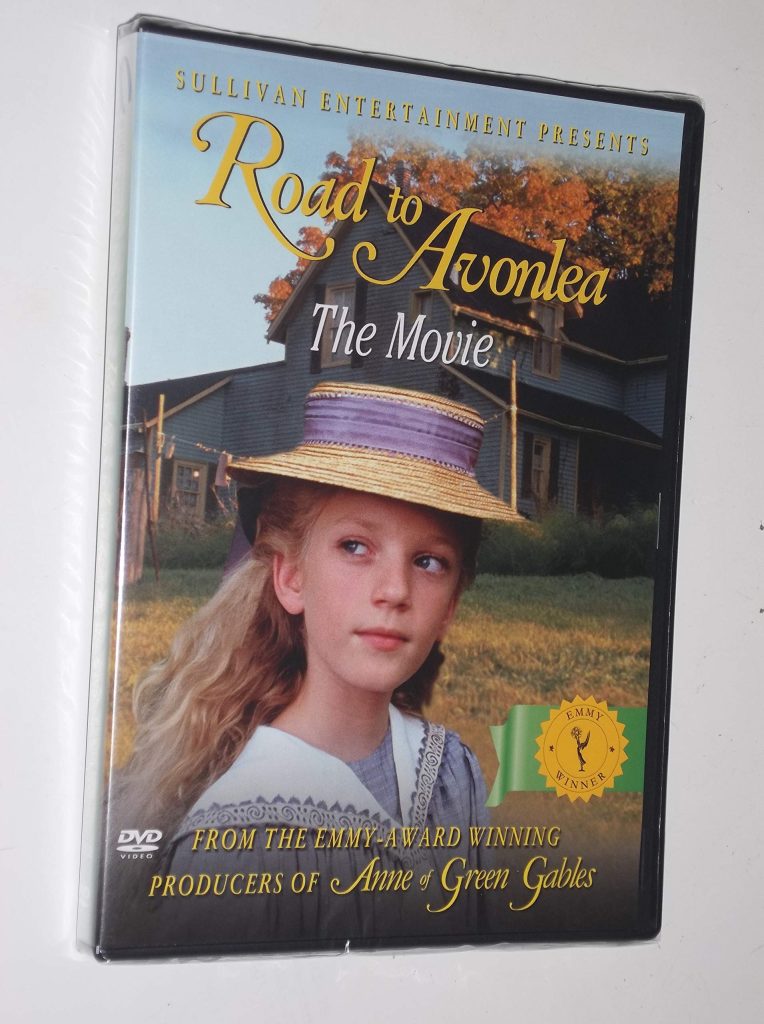 SULLIVAN ENTERTAINMENT PRESENTS
Road to
Avonlea
The Movie
EMMY
WINNER
DVD
VIDEO
FROM THE EMMY-AWARD WINNING
PRODUCERS OF Anne of Green Gables